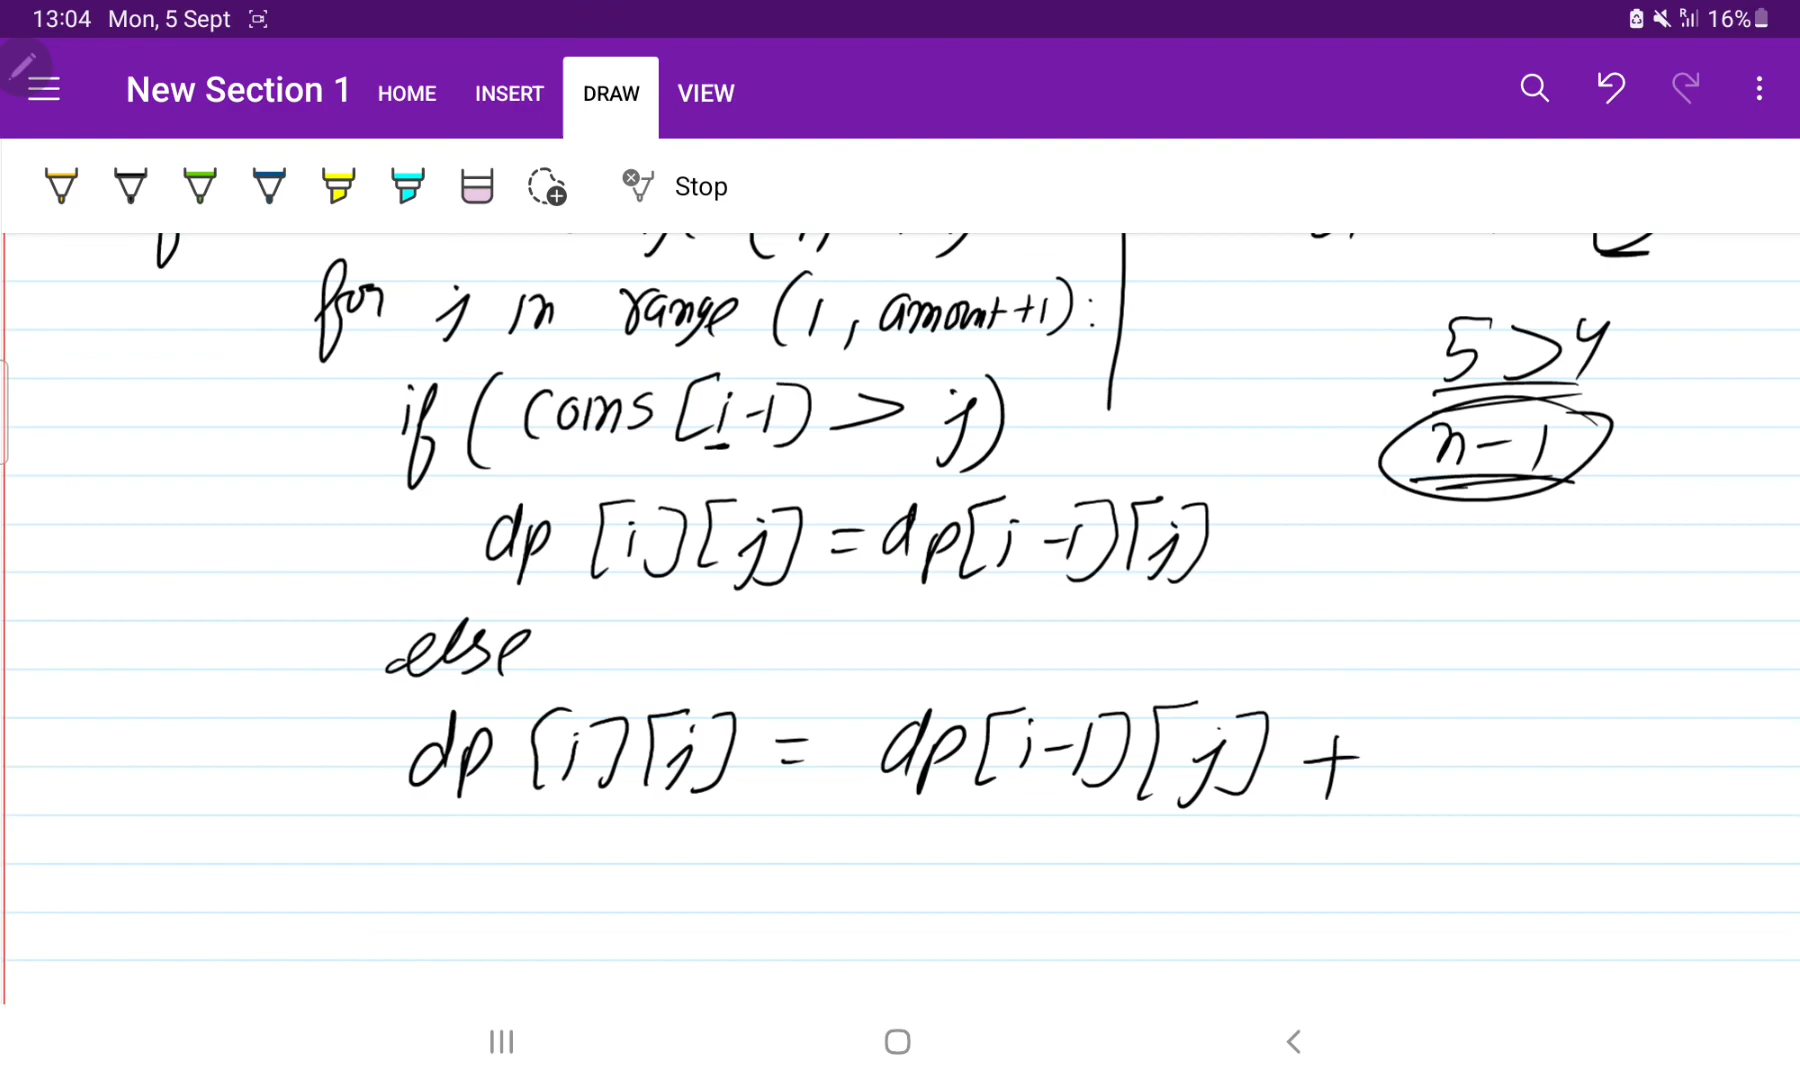 13:04 Mon, 5 Sept 16%
New Section 1 HOME INSERT DRAW VIEW
Stop
for j in range (1, amount+1):
if (coins [i-1] > j)
dp [i][j] = dp[i-1][j]
else
dp [i][j] = dp[i-1][j] +
5 > 4
n-1